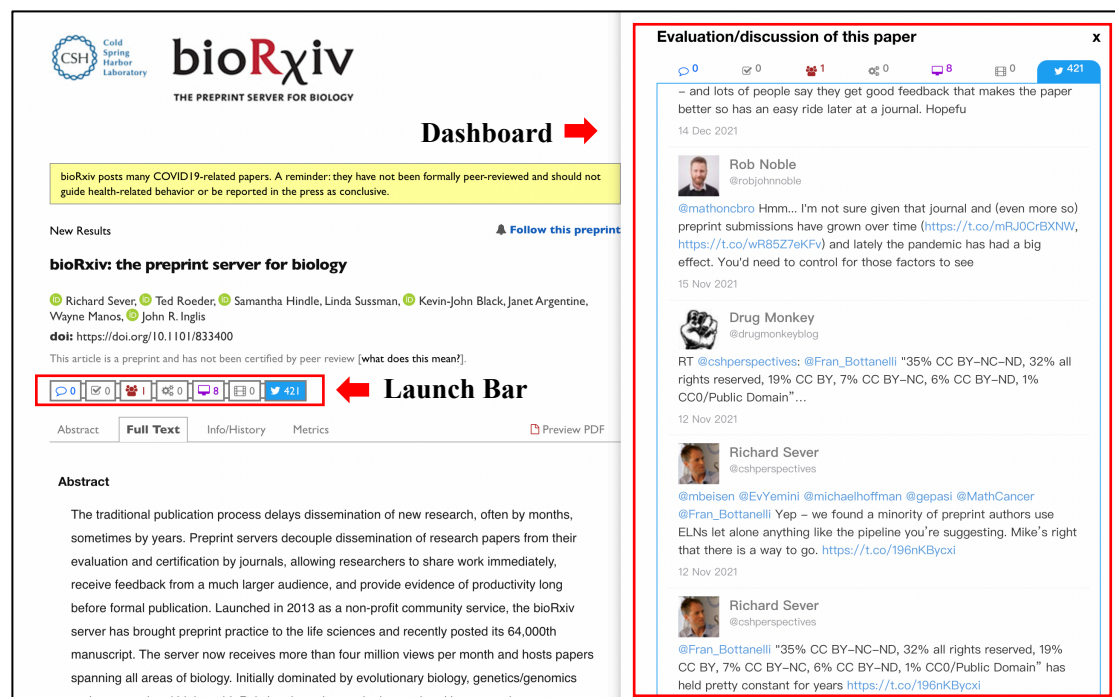 CSH
Cold
Spring
Harbor
Laboratory
bioRxiv
THE PREPRINT SERVER FOR BIOLOGY
Dashboard
bioRxiv posts many COVID19-related papers. A reminder: they have not been formally peer-reviewed and should not
guide health-related behavior or be reported in the press as conclusive.
New Results
Follow this preprint
bioRxiv: the preprint server for biology
iD Richard Sever, iD Ted Roeder, iD Samantha Hindle, Linda Sussman, iD Kevin-John Black, Janet Argentine,
Wayne Manos, iD John R. Inglis
doi: https://doi.org/10.1101/833400
This article is a preprint and has not been certified by peer review [what does this mean?].
0 0 1 0 8 0 421
Launch Bar
Abstract Full Text Info/History Metrics Preview PDF
Abstract
The traditional publication process delays dissemination of new research, often by months,
sometimes by years. Preprint servers decouple dissemination of research papers from their
evaluation and certification by journals, allowing researchers to share work immediately,
receive feedback from a much larger audience, and provide evidence of productivity long
before formal publication. Launched in 2013 as a non-profit community service, the bioRxiv
server has brought preprint practice to the life sciences and recently posted its 64,000th
manuscript. The server now receives more than four million views per month and hosts papers
spanning all areas of biology. Initially dominated by evolutionary biology, genetics/genomics
Evaluation/discussion of this paper x
0 0 1 0 8 0 421
– and lots of people say they get good feedback that makes the paper
better so has an easy ride later at a journal. Hopefu
14 Dec 2021
Rob Noble
@robjohnnoble
@mathoncbro Hmm... I'm not sure given that journal and (even more so)
preprint submissions have grown over time (https://t.co/mRJ0CrBXNW,
https://t.co/wR85Z7eKFv) and lately the pandemic has had a big
effect. You'd need to control for those factors to see
15 Nov 2021
Drug Monkey
@drugmonkeyblog
RT @cshperspectives: @Fran_Bottanelli "35% CC BY–NC–ND, 32% all
rights reserved, 19% CC BY, 7% CC BY–NC, 6% CC BY–ND, 1%
CC0/Public Domain"…
12 Nov 2021
Richard Sever
@cshperspectives
@mbeisen @EvYemini @michaelhoffman @gepasi @MathCancer
@Fran_Bottanelli Yep – we found a minority of preprint authors use
ELNs let alone anything like the pipeline you're suggesting. Mike's right
that there is a way to go. https://t.co/196nKBycxi
12 Nov 2021
Richard Sever
@cshperspectives
@Fran_Bottanelli "35% CC BY–NC–ND, 32% all rights reserved, 19%
CC BY, 7% CC BY–NC, 6% CC BY–ND, 1% CC0/Public Domain" has
held pretty constant for years https://t.co/196nKBycxi